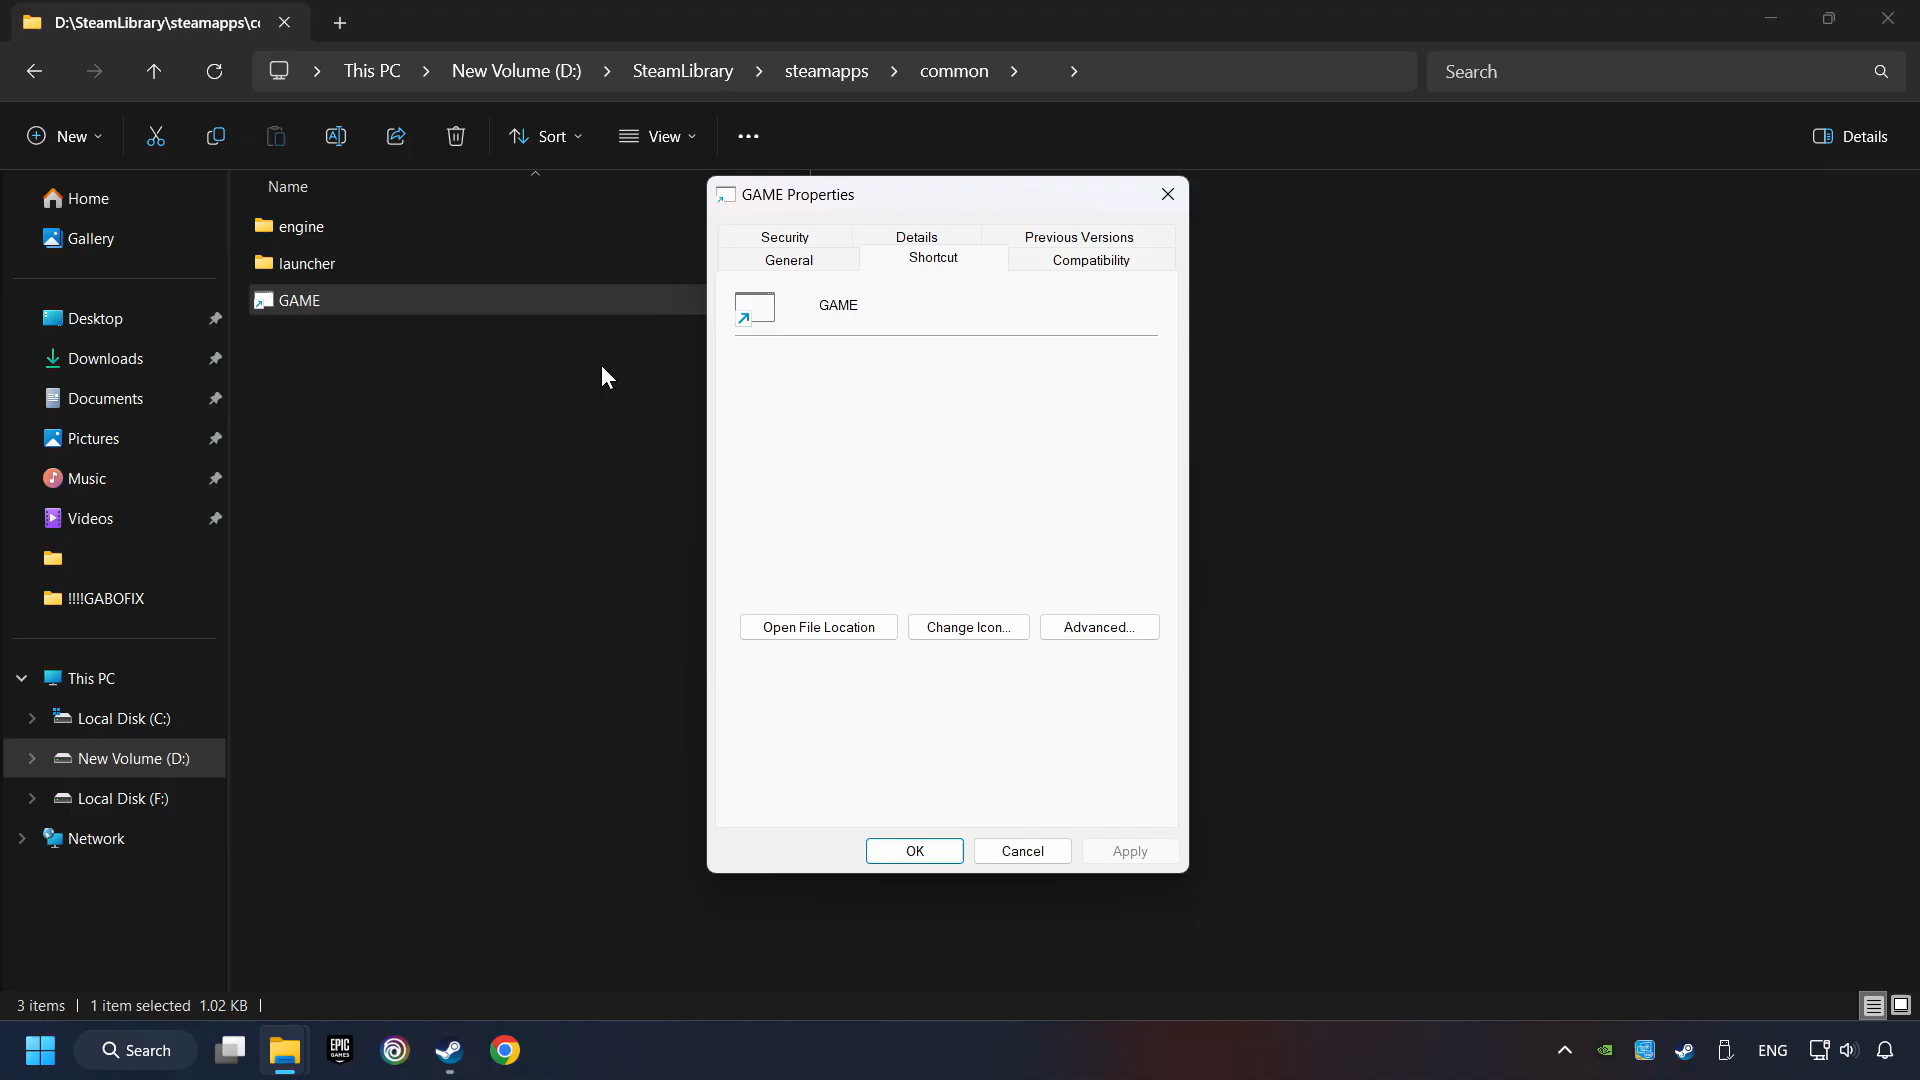 D:\SteamLibrary\steamapps\cc
This PC
New Volume (D:)
SteamLibrary
steamapps
common
Search
New
Sort
View
Details
Home
Gallery
Desktop
Downloads
Documents
Pictures
Music
Videos
!!!!GABOFIX
This PC
Local Disk (C:)
New Volume (D:)
Local Disk (F:)
Network
Name
engine
launcher
GAME
GAME Properties
Security
Details
Previous Versions
General
Shortcut
Compatibility
GAME
Open File Location
Change Icon...
Advanced...
OK
Cancel
Apply
3 items
1 item selected 1.02 KB
Search
EPIC
GAMES
ENG